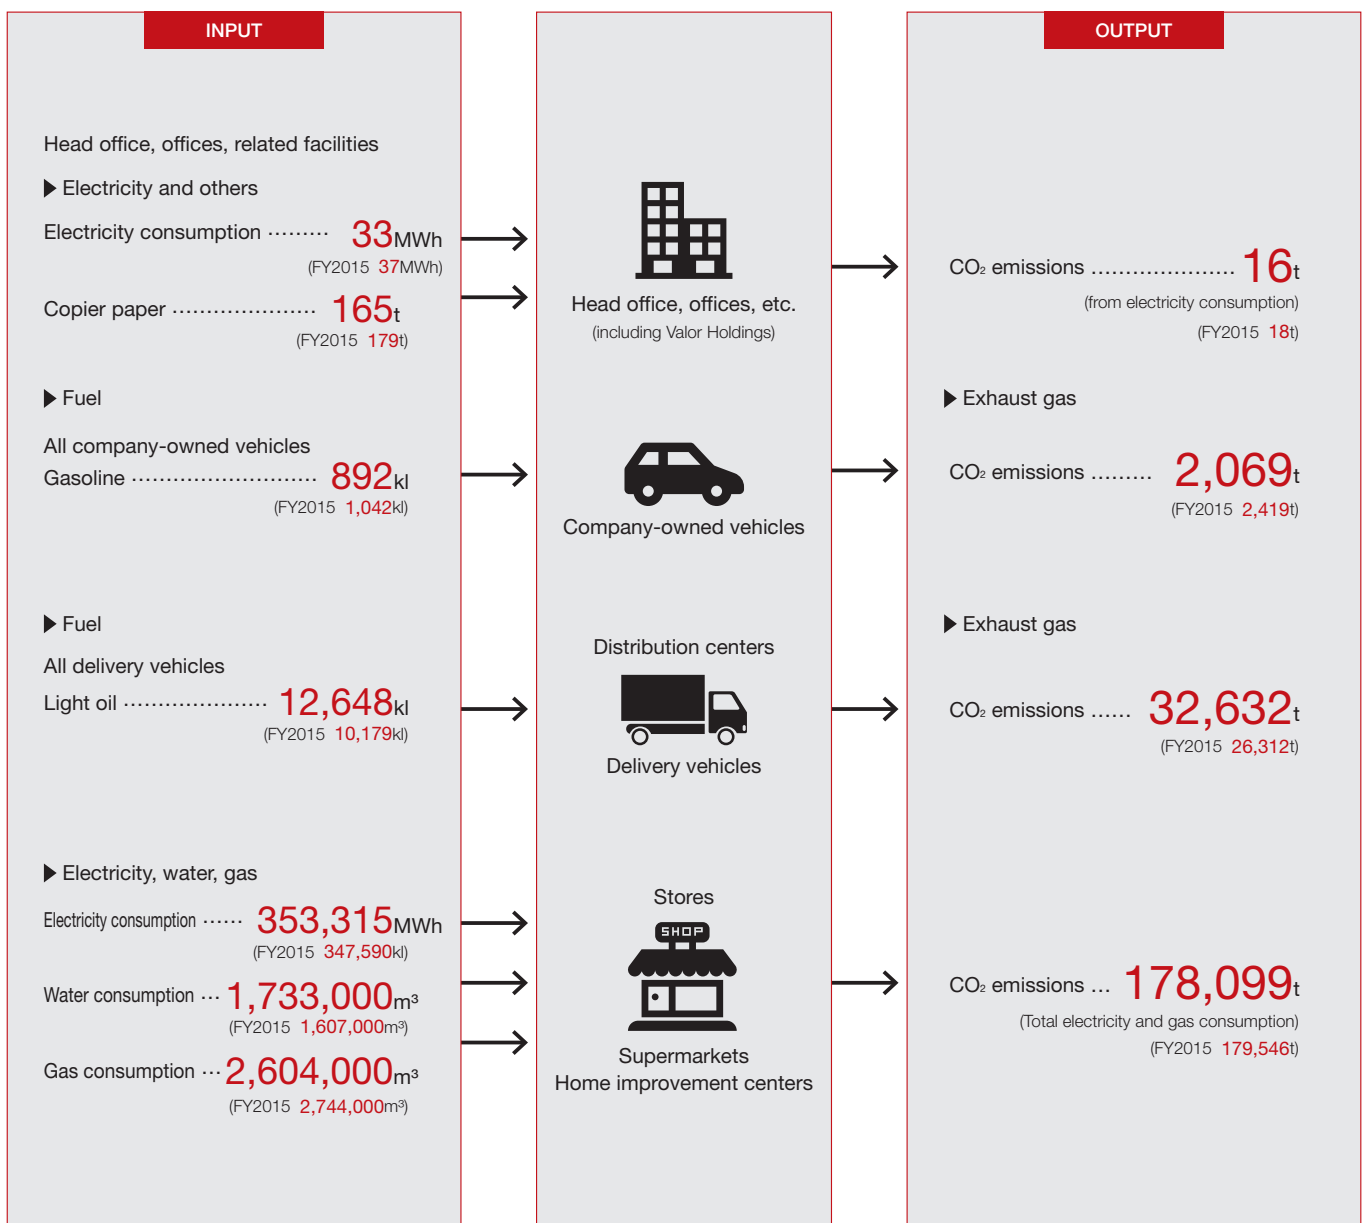 INPUT
Head office, offices, related facilities
▶ Electricity and others
Electricity consumption ········· 33MWh
(FY2015 37MWh)
Copier paper ····················· 165t
(FY2015 179t)
▶ Fuel
All company-owned vehicles
Gasoline ··························· 892kl
(FY2015 1,042kl)
▶ Fuel
All delivery vehicles
Light oil ····················· 12,648kl
(FY2015 10,179kl)
▶ Electricity, water, gas
Electricity consumption ······ 353,315MWh
(FY2015 347,590kl)
Water consumption ··· 1,733,000m³
(FY2015 1,607,000m³)
Gas consumption ··· 2,604,000m³
(FY2015 2,744,000m³)
Head office, offices, etc.
(including Valor Holdings)
Company-owned vehicles
Distribution centers
Delivery vehicles
Stores
SHOP
Supermarkets
Home improvement centers
OUTPUT
CO₂ emissions ..................... 16t
(from electricity consumption)
(FY2015 18t)
▶ Exhaust gas
CO₂ emissions ......... 2,069t
(FY2015 2,419t)
▶ Exhaust gas
CO₂ emissions ...... 32,632t
(FY2015 26,312t)
CO₂ emissions ... 178,099t
(Total electricity and gas consumption)
(FY2015 179,546t)